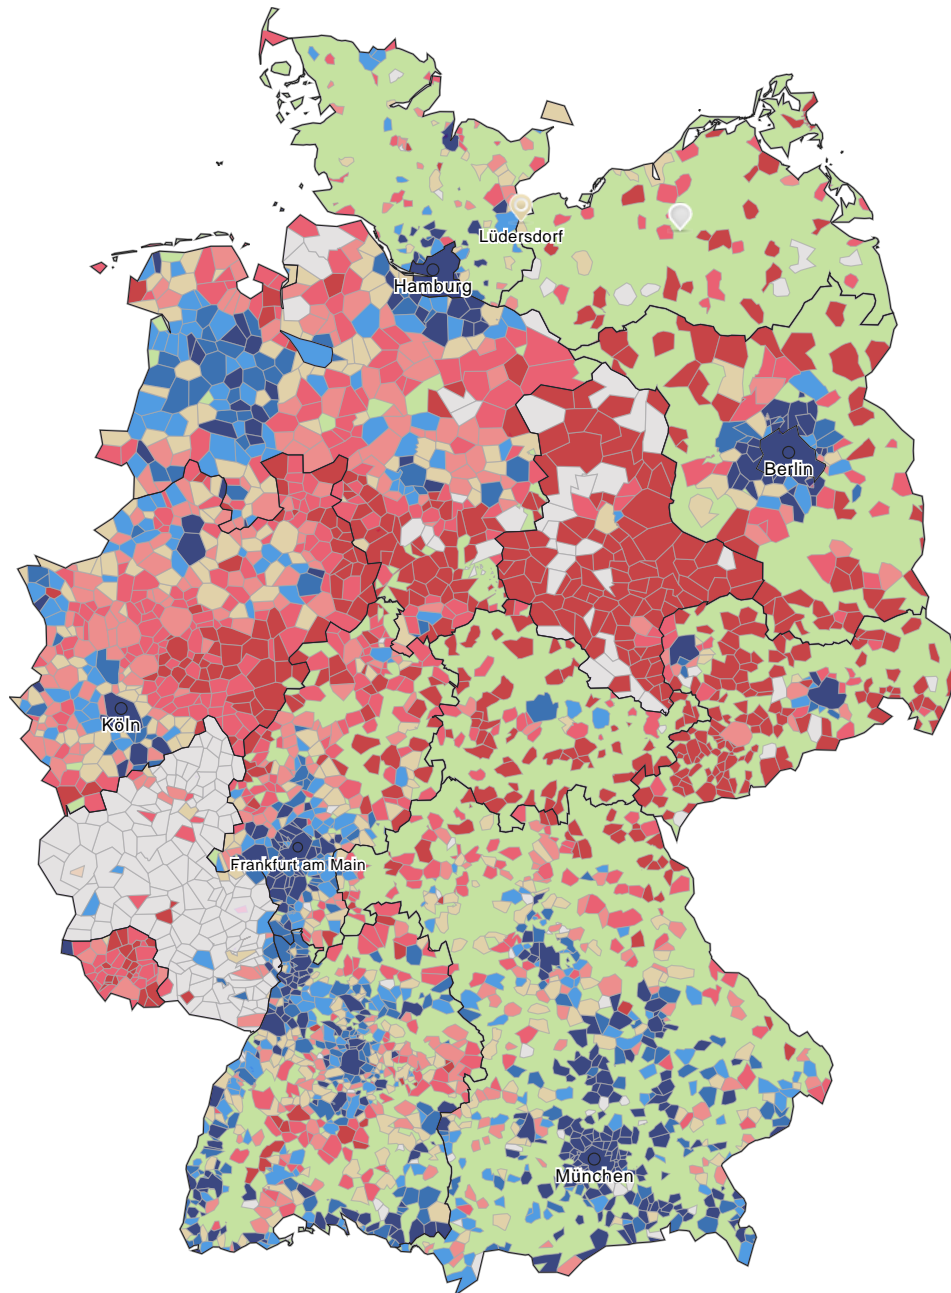 Lüdersdorf
Hamburg
Berlin
Köln
Frankfurt am Main
München